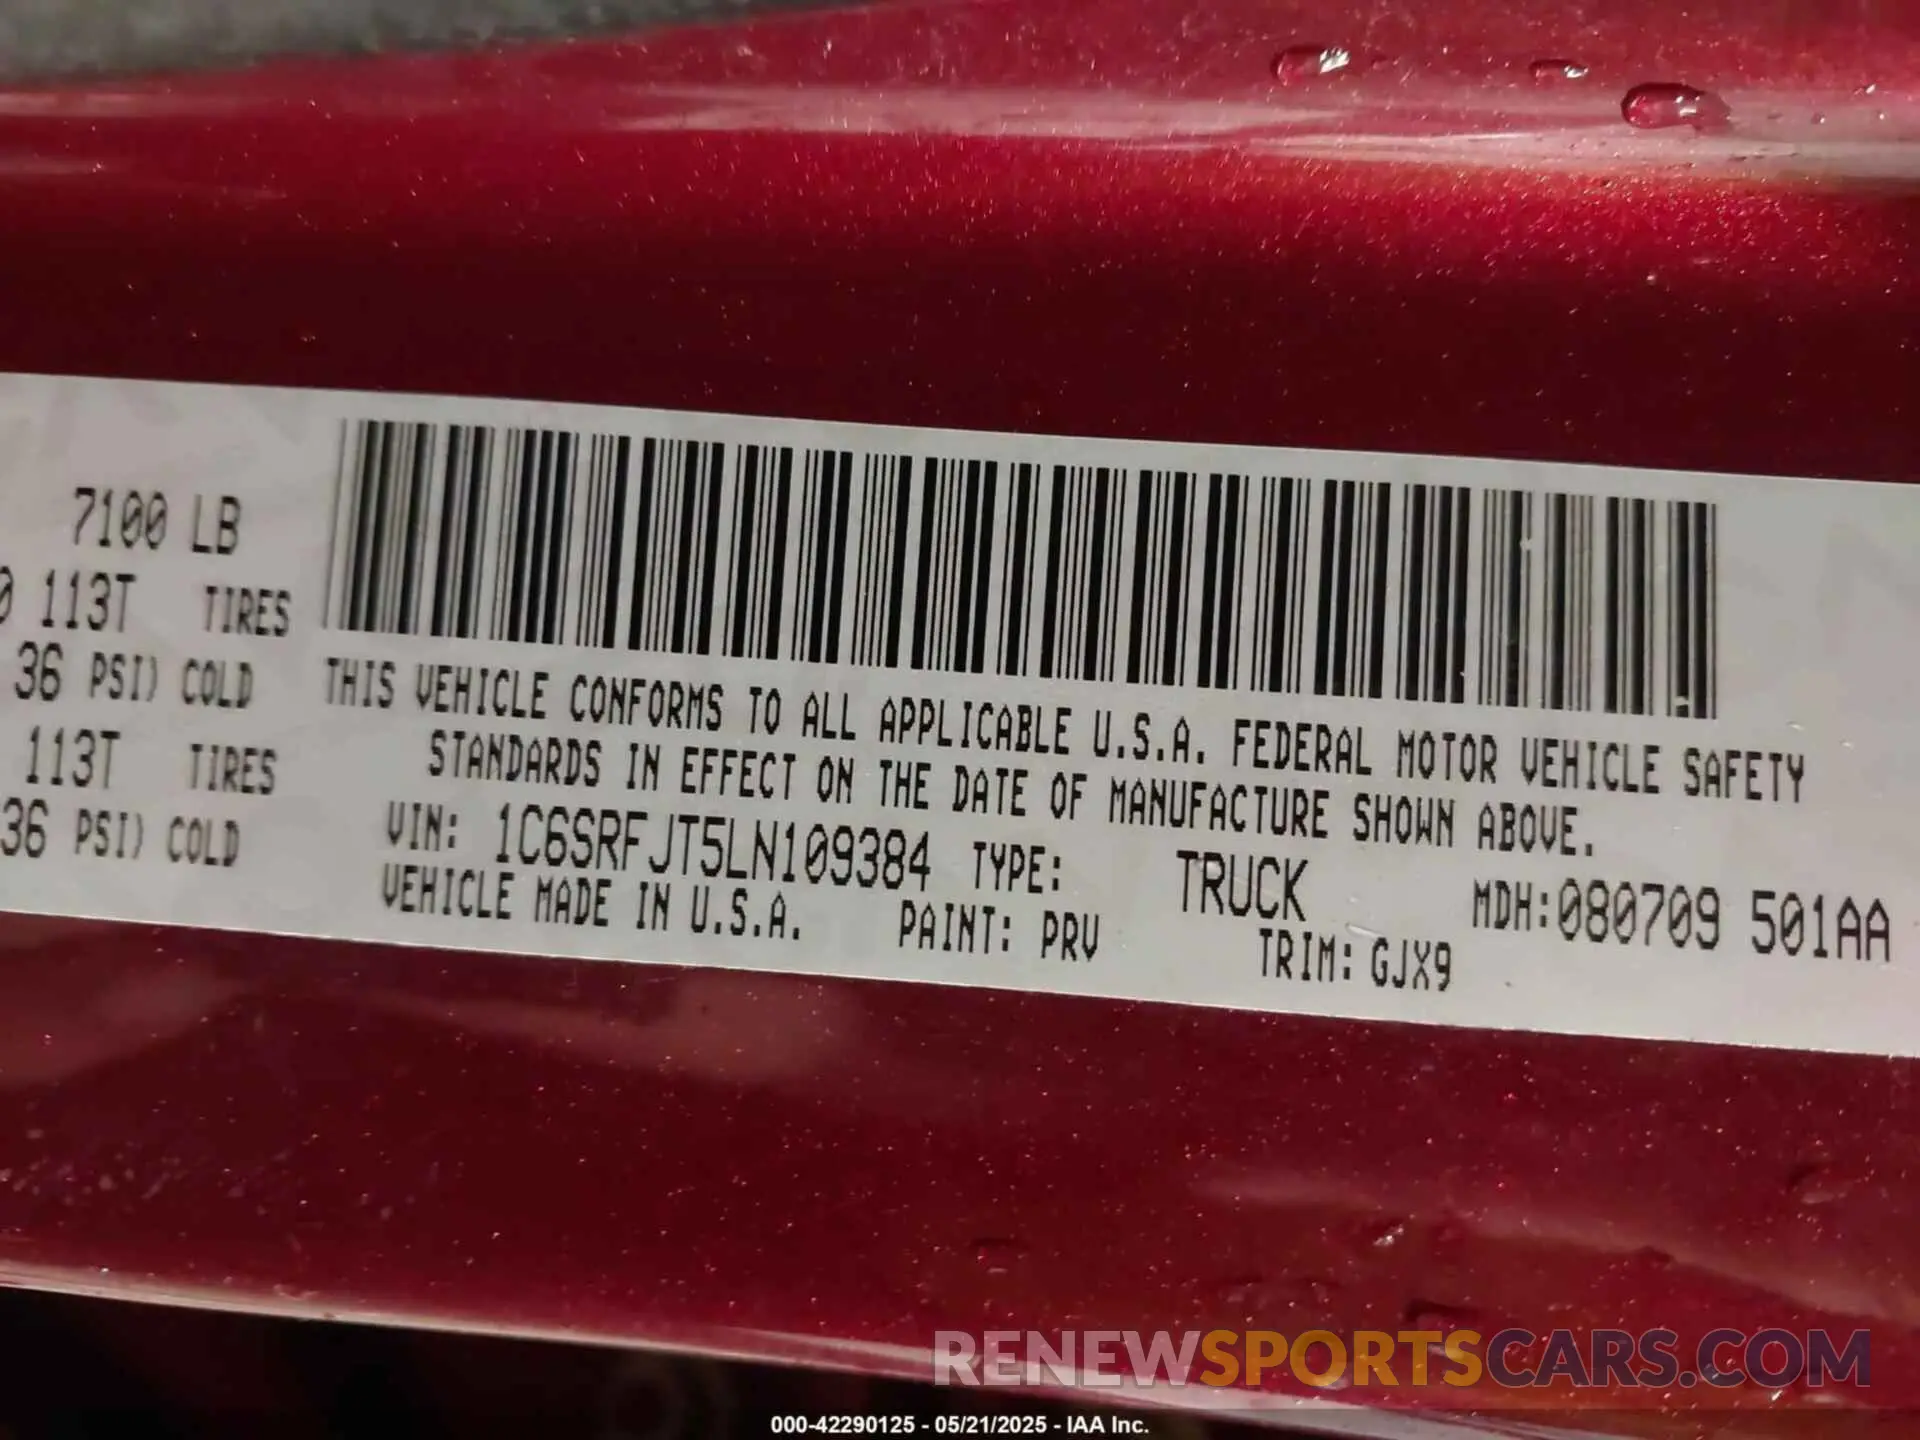 7100 LB
0 113T TIRES
36 PSI) COLD
113T TIRES
36 PSI) COLD
THIS VEHICLE CONFORMS TO ALL APPLICABLE U.S.A. FEDERAL MOTOR VEHICLE SAFETY
STANDARDS IN EFFECT ON THE DATE OF MANUFACTURE SHOWN ABOVE.
VIN: 1C6SRFJT5LN109384 TYPE: TRUCK MDH:080709 501AA
VEHICLE MADE IN U.S.A. PAINT: PRV TRIM: GJX9
RENEWSPORTSCARS.COM
000-42290125 - 05/21/2025 - IAA Inc.